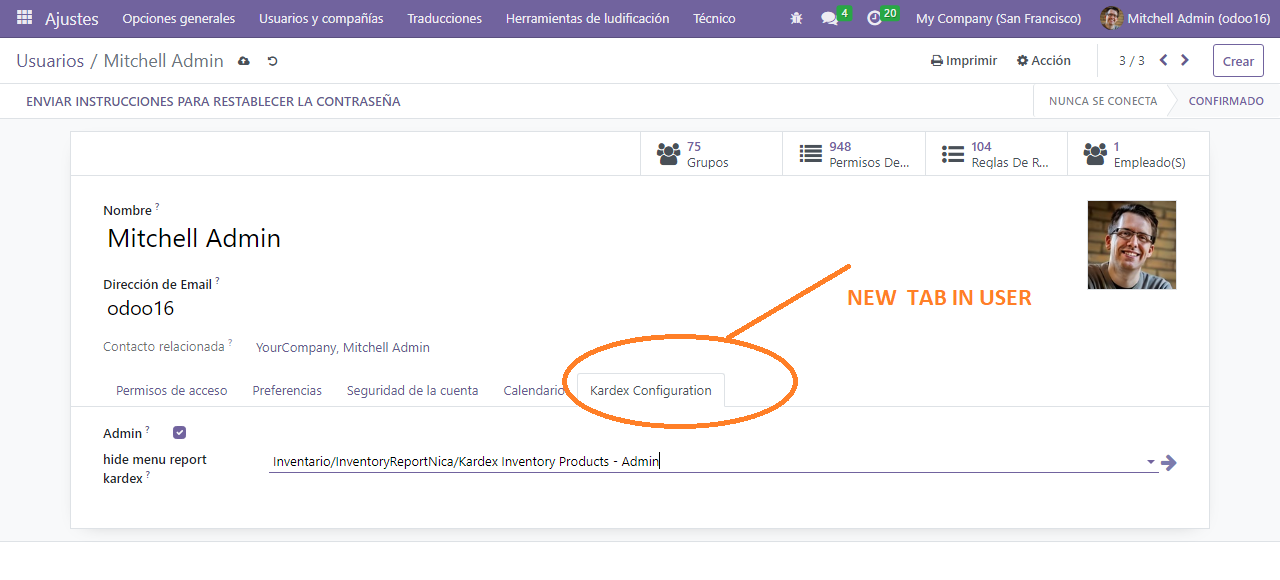 Ajustes Opciones generales Usuarios y compañías Traducciones Herramientas de ludificación Técnico 4 20 My Company (San Francisco) Mitchell Admin (odoo16)
Usuarios / Mitchell Admin Imprimir Acción 3 / 3 Crear
ENVIAR INSTRUCCIONES PARA RESTABLECER LA CONTRASEÑA NUNCA SE CONECTA CONFIRMADO
75 948 104 1
Grupos Permisos De... Reglas De R... Empleado(S)
Nombre ?
Mitchell Admin
Dirección de Email ?
NEW TAB IN USER
odoo16
Contacto relacionada ? YourCompany, Mitchell Admin
Permisos de acceso Preferencias Seguridad de la cuenta Calendario Kardex Configuration
Admin ?
hide menu report
kardex ?
Inventario/InventoryReportNica/Kardex Inventory Products - Admin